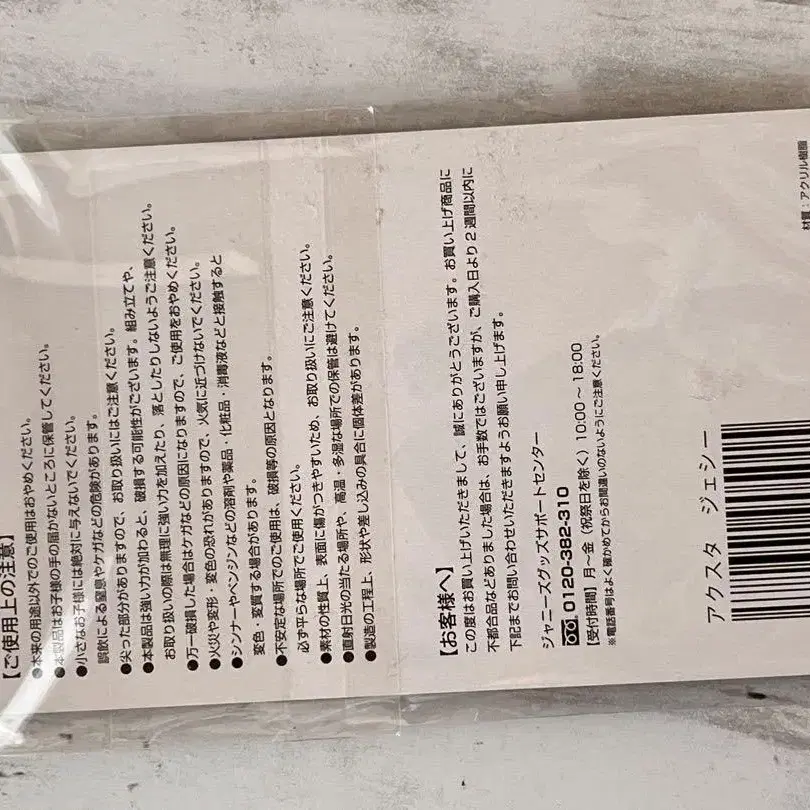 【ご使用上の注意】
●本来の用途以外でのご使用はおやめください。
●本製品はお子様の手の届かないところに保管してください。
●小さなお子様には絶対に与えないでください。
誤飲による窒息やケガなどの危険があります。
●尖った部分がありますので、お取り扱いにはご注意ください。
●本製品は強い力が加わると、破損する可能性がございます。組み立てや、
お取り扱いの際は無理に強い力を加えたり、落としたりしないようご注意ください。
●万一破損した場合はケガなどの原因になりますので、ご使用をおやめください。
●火災や変形・変色の恐れがありますので、火気に近づけないでください。
●シンナーやベンジンなどの溶剤や薬品・化粧品・消毒液などと接触すると
変色・変質する場合があります。
●不安定な場所でのご使用は、破損等の原因となります。
必ず平らな場所でご使用ください。
●素材の性質上、表面に傷がつきやすいため、お取り扱いにご注意ください。
●直射日光の当たる場所や、高温・多湿な場所での保管は避けてください。
●製造の工程上、形状や差し込みの具合に個体差があります。
【お客様へ】
この度はお買い上げいただきまして、誠にありがとうございます。お買い上げ商品に
不都合品などありました場合は、お手数ではございますが、ご購入日より2週間以内に
下記までお問い合わせいただきますようお願い申し上げます。
ジャニーズグッズサポートセンター
0120-382-310
【受付時間】月～金（祝祭日を除く）10:00～18:00
※電話番号はよく確かめてからお間違いのないようにご注意ください。
アクスタ ジェシー
材質：アクリル樹脂